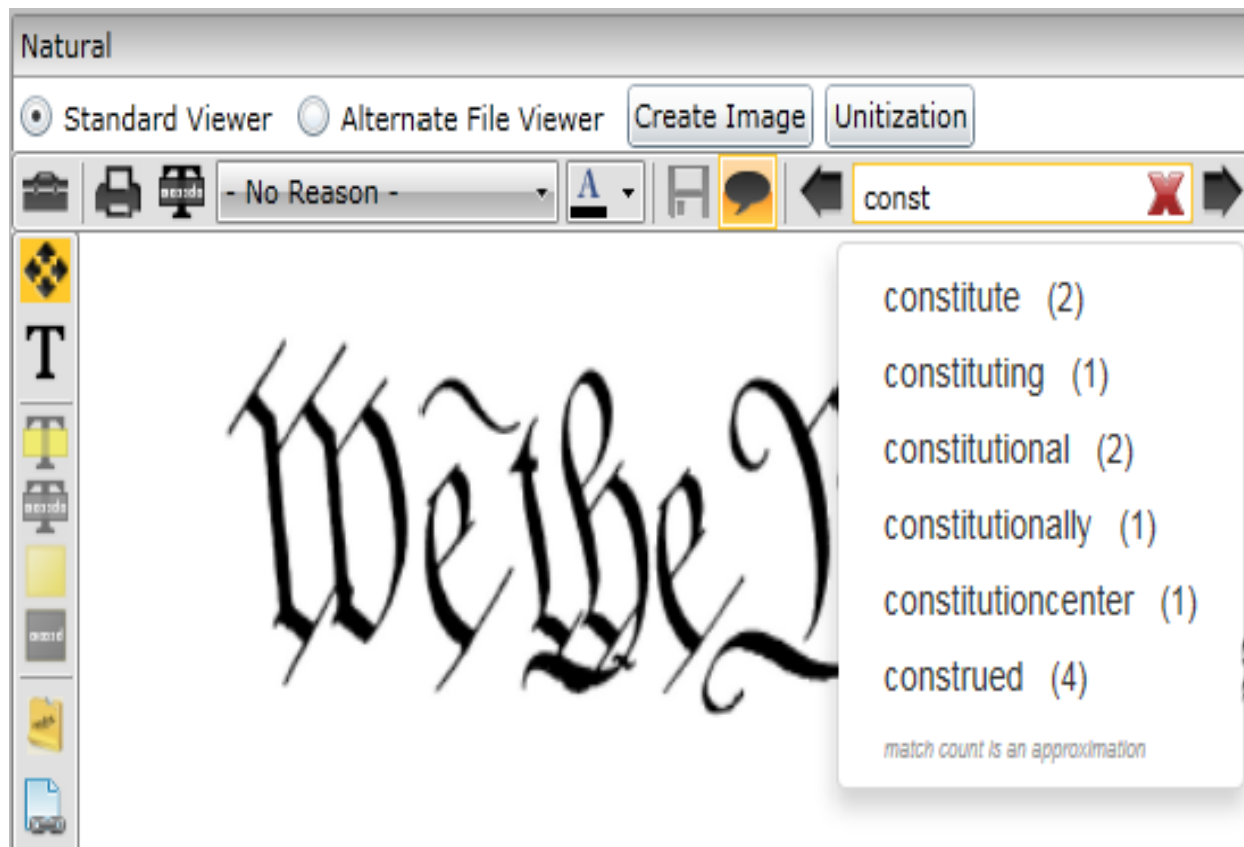 Natural
Standard Viewer Alternate File Viewer Create Image Unitization
- No Reason - A const
T
constitute (2)
constituting (1)
constitutional (2)
constitutionally (1)
constitutioncenter (1)
construed (4)
match count is an approximation
We the